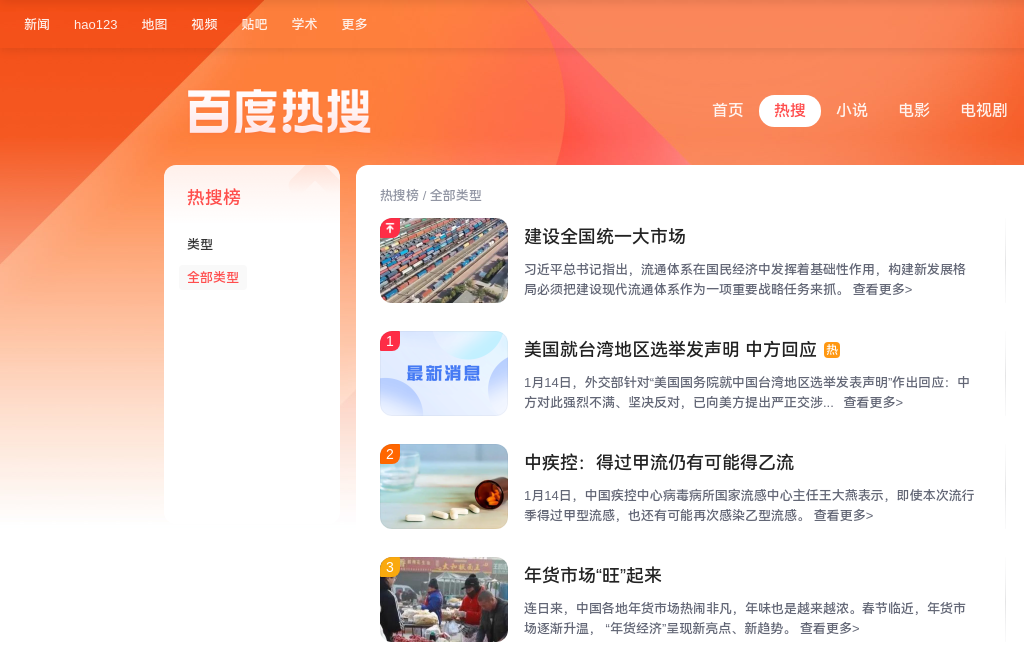 新闻 hao123 地图 视频 贴吧 学术 更多
百度热搜
首页 热搜 小说 电影 电视剧
热搜榜
类型
全部类型
热搜榜 / 全部类型
建设全国统一大市场
习近平总书记指出，流通体系在国民经济中发挥着基础性作用，构建新发展格
局必须把建设现代流通体系作为一项重要战略任务来抓。 查看更多>
1
最新消息
美国就台湾地区选举发声明 中方回应 热
1月14日，外交部针对“美国国务院就中国台湾地区选举发表声明”作出回应：中
方对此强烈不满、坚决反对，已向美方提出严正交涉... 查看更多>
2
中疾控：得过甲流仍有可能得乙流
1月14日，中国疾控中心病毒病所国家流感中心主任王大燕表示，即使本次流行
季得过甲型流感，也还有可能再次感染乙型流感。 查看更多>
3
年货市场“旺”起来
连日来，中国各地年货市场热闹非凡，年味也是越来越浓。春节临近，年货市
场逐渐升温， “年货经济”呈现新亮点、新趋势。 查看更多>